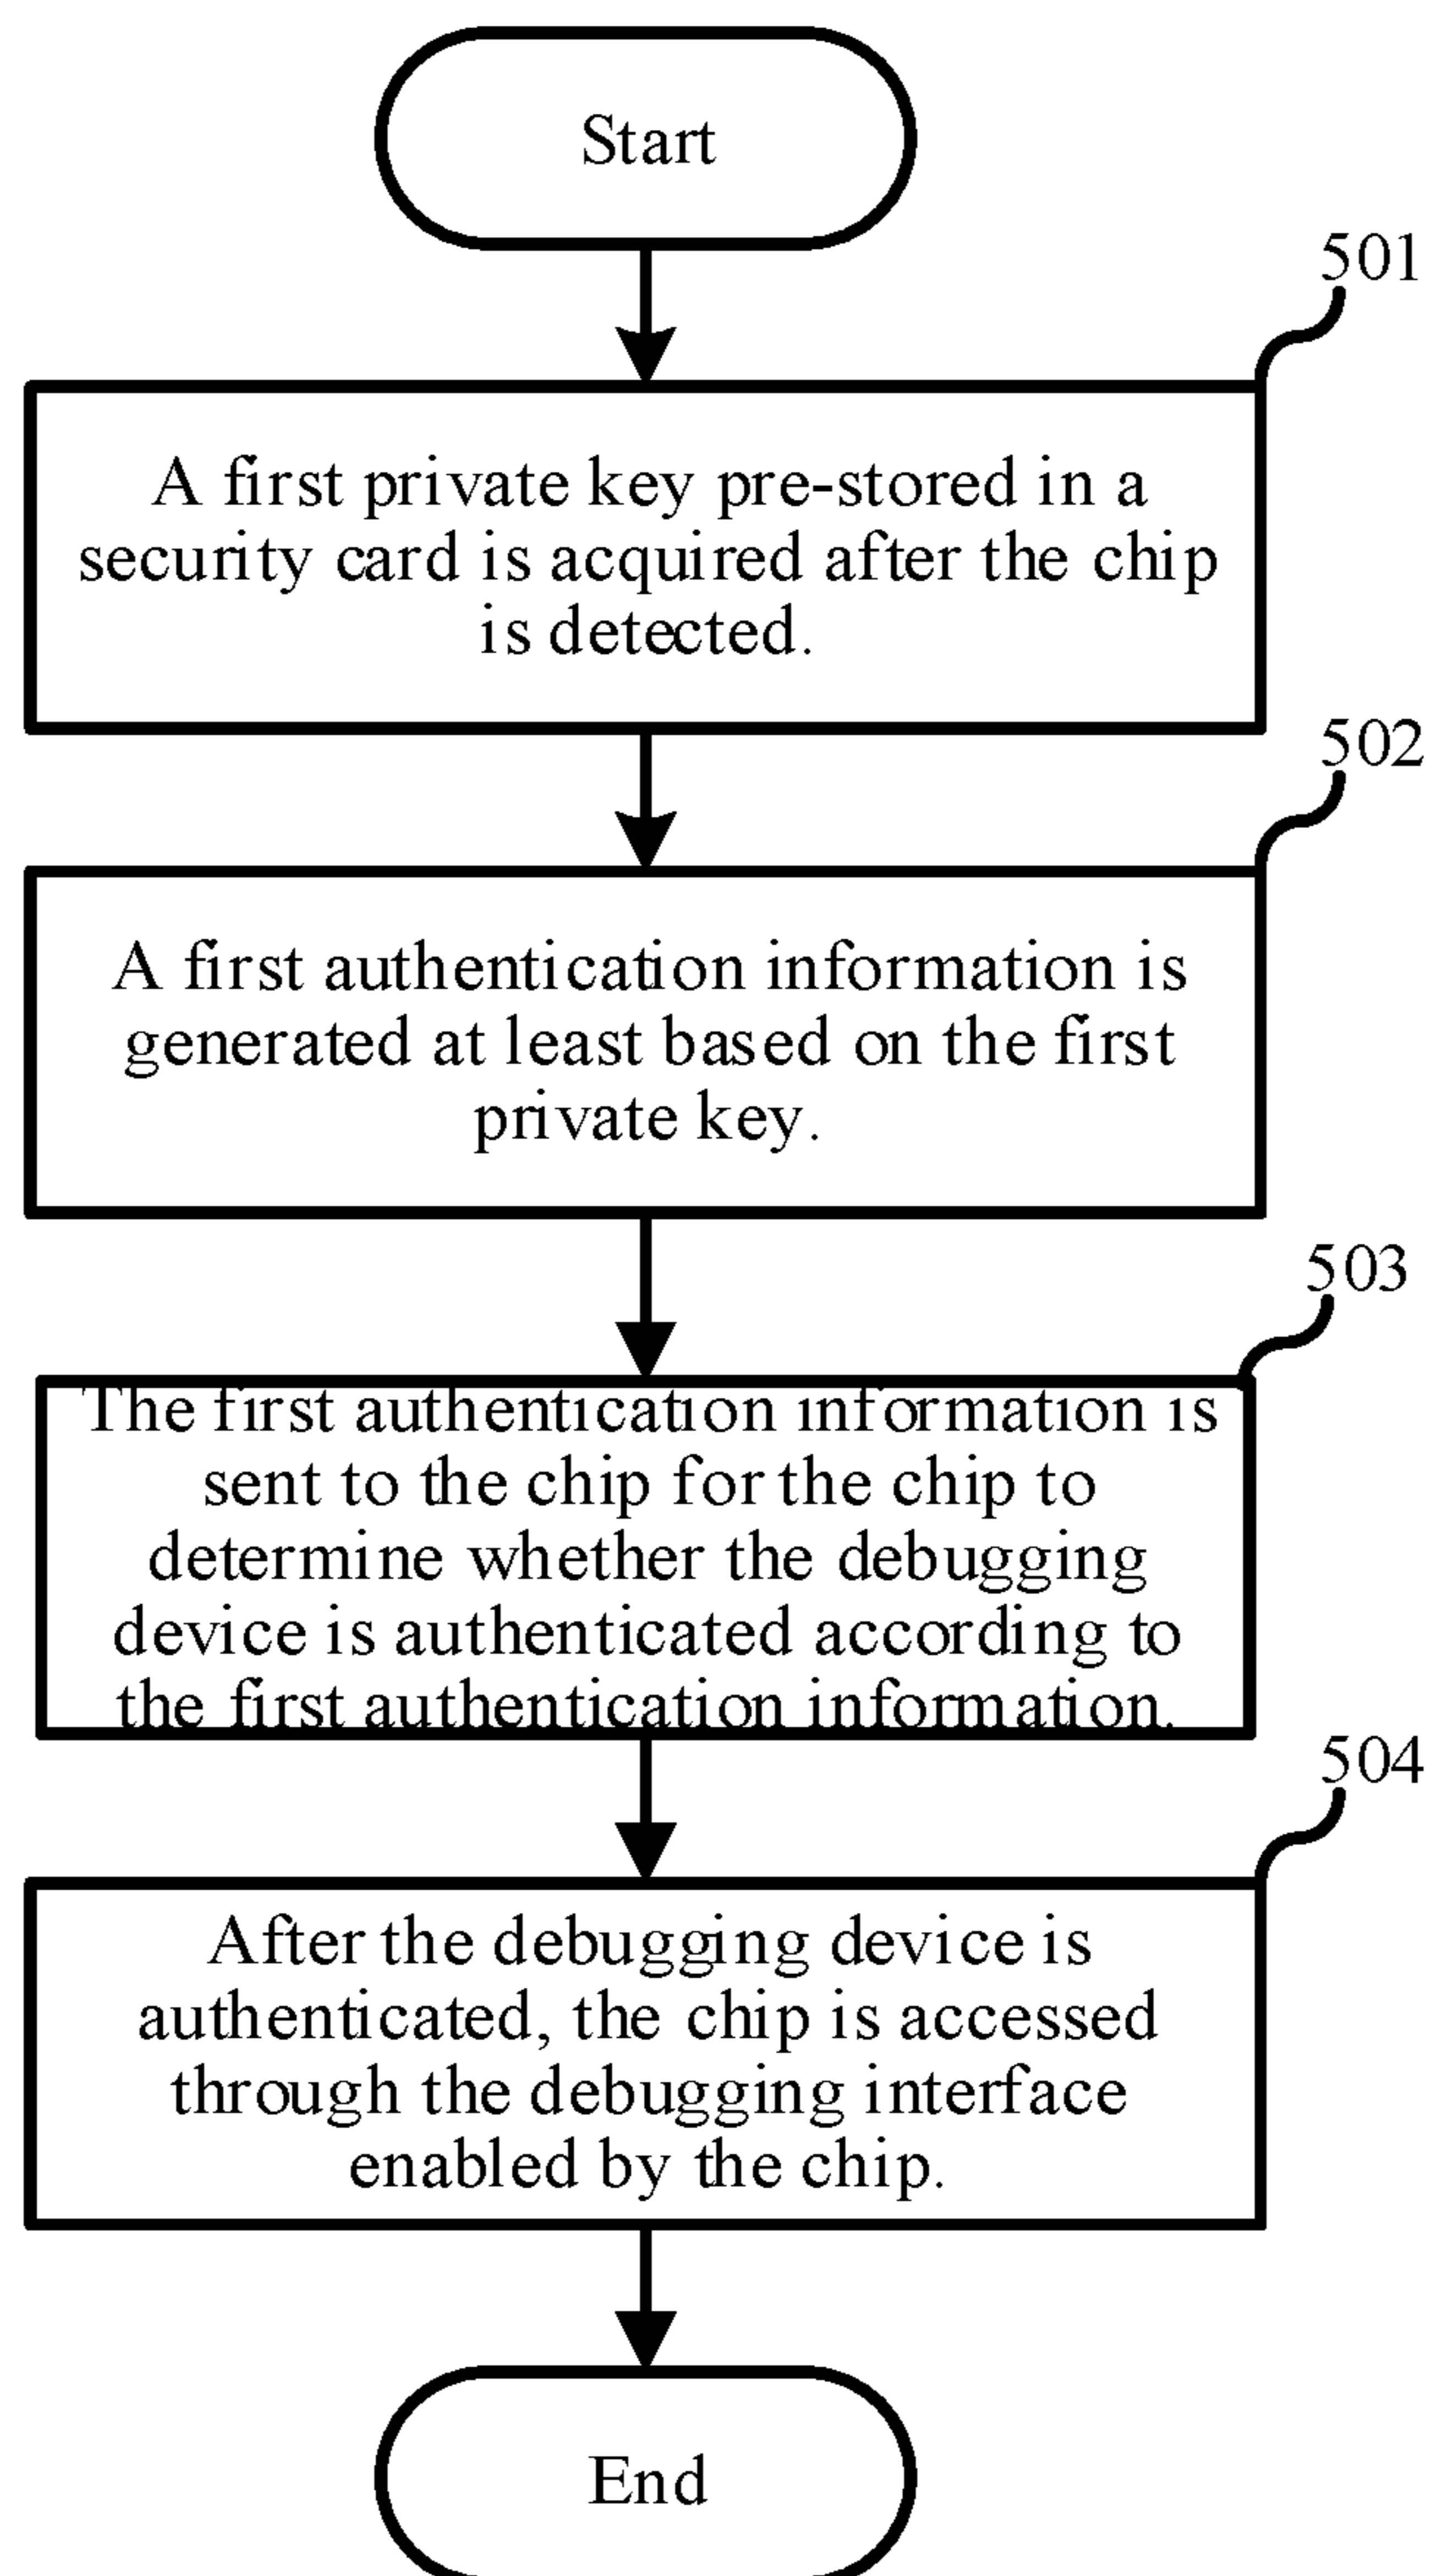 Start
501
A first private key pre-stored in a
security card is acquired after the chip
is detected.
502
A first authentication information is
generated at least based on the first
private key.
503
The first authentication information is
sent to the chip for the chip to
determine whether the debugging
device is authenticated according to
the first authentication information.
504
After the debugging device is
authenticated, the chip is accessed
through the debugging interface
enabled by the chip.
End